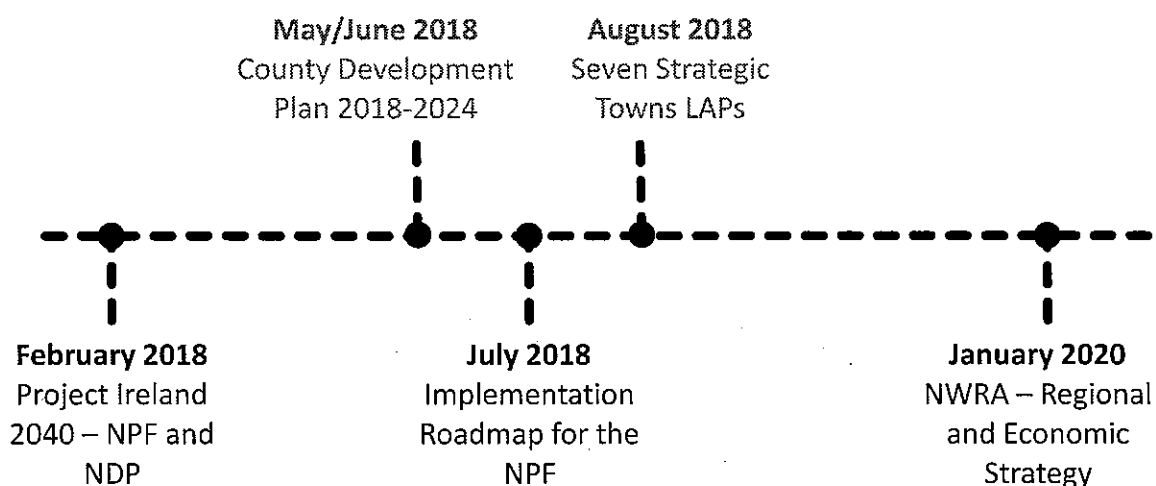 May/June 2018
County Development
Plan 2018-2024
August 2018
Seven Strategic
Towns LAPs
February 2018
Project Ireland
2040 – NPF and
NDP
July 2018
Implementation
Roadmap for the
NPF
January 2020
NWRA – Regional
and Economic
Strategy